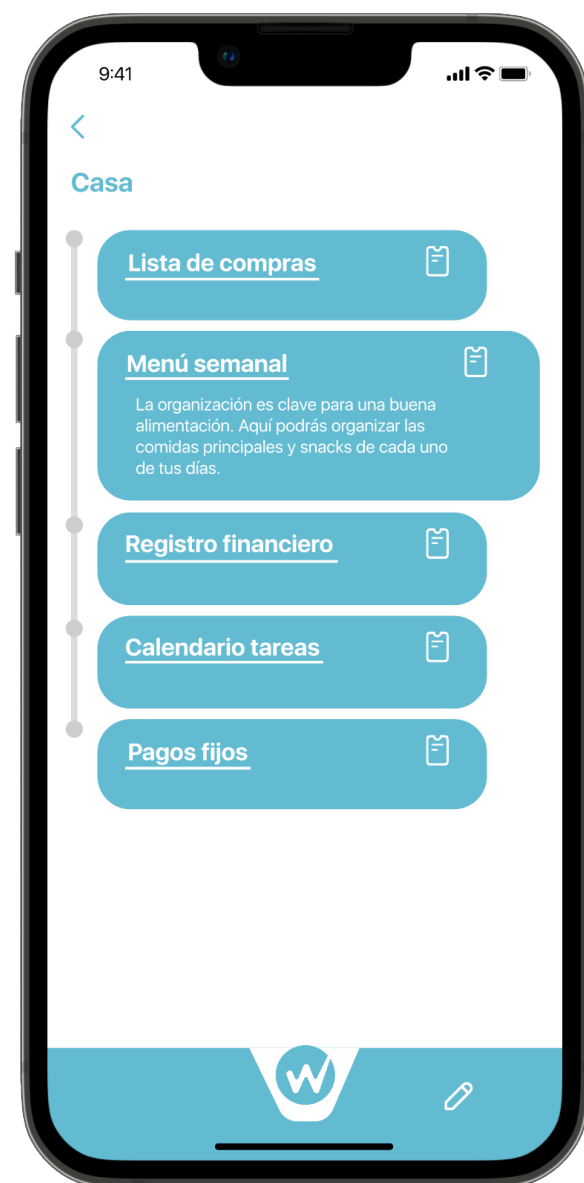 9:41
Casa
Lista de compras
Menú semanal
La organización es clave para una buena
alimentación. Aquí podrás organizar las
comidas principales y snacks de cada uno
de tus días.
Registro financiero
Calendario tareas
Pagos fijos